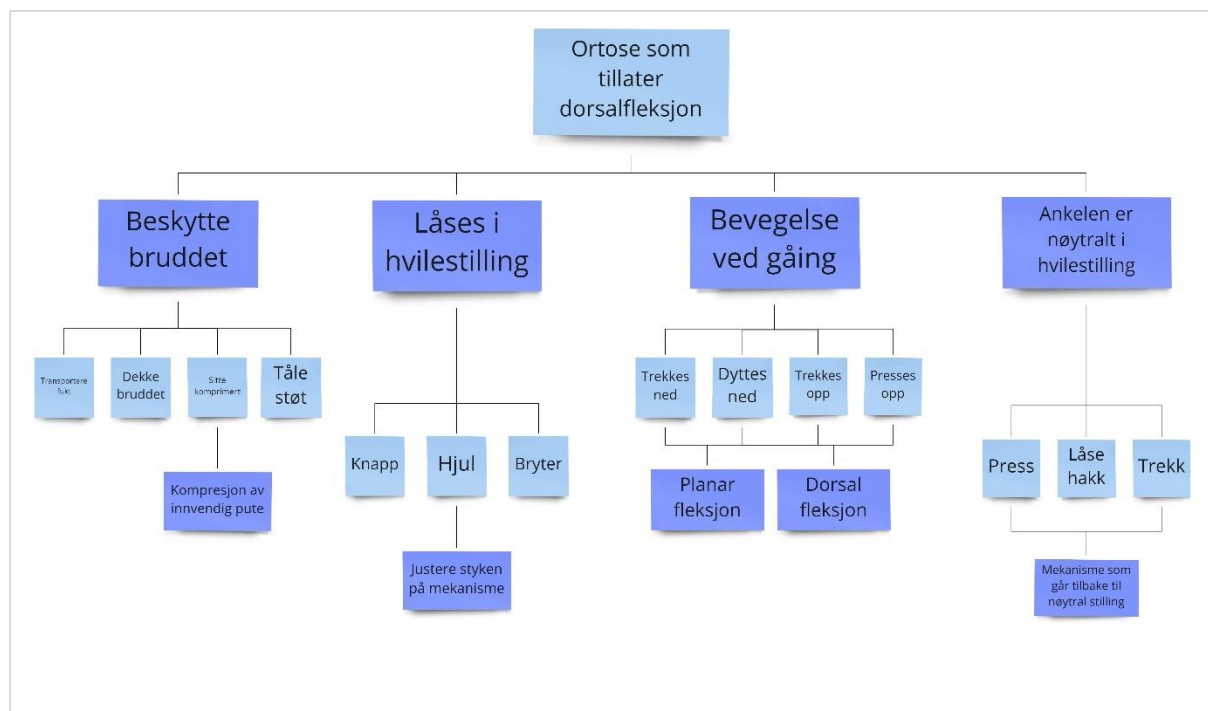 Ortose som
tillater
dorsalfleksjon
Beskytte
bruddet
Låses i
hvilestilling
Bevegelse
ved gåing
Ankelen er
nøytralt i
hvilestilling
Transportere
fukt
Dekke
bruddet
Sitte
komprimert
Tåle
støt
Knapp
Hjul
Bryter
Trekkes
ned
Dyttes
ned
Trekkes
opp
Presses
opp
Press
Låse
hakk
Trekk
Kompresjon av
innvendig pute
Justere styken
på mekanisme
Planar
fleksjon
Dorsal
fleksjon
Mekanisme som
går tilbake til
nøytral stilling